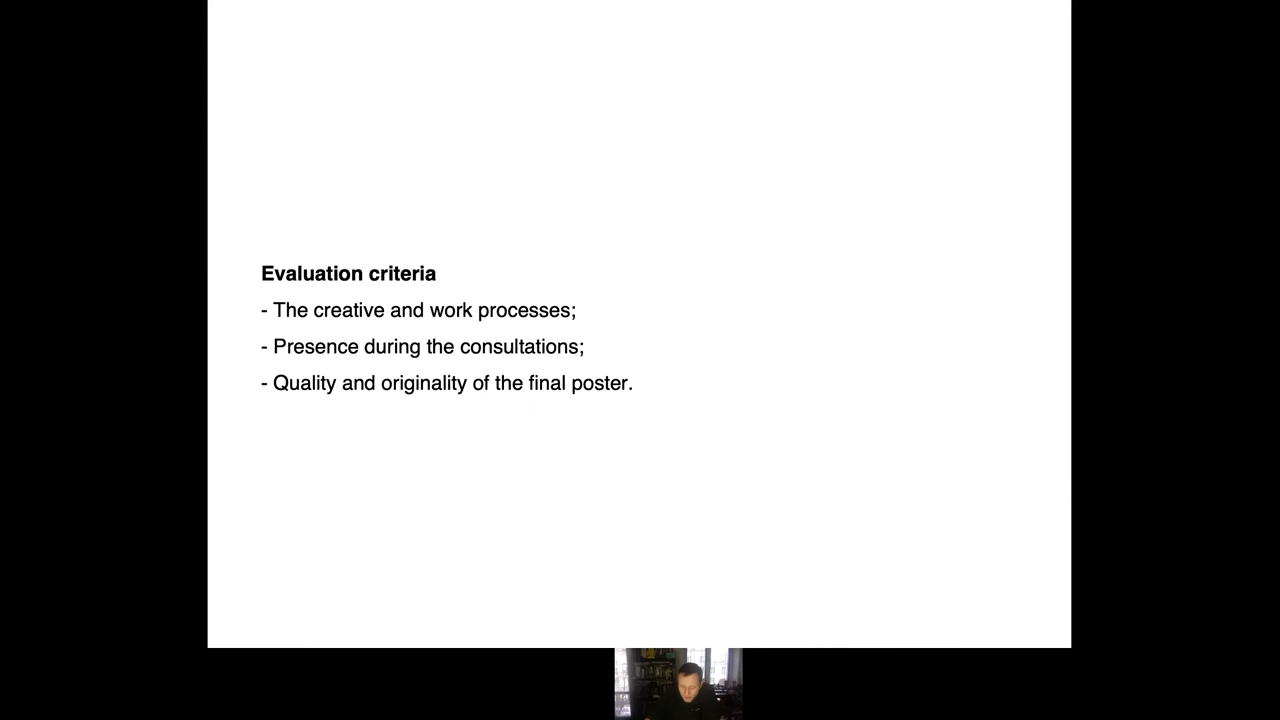 Evaluation criteria
- The creative and work processes;
- Presence during the consultations;
- Quality and originality of the final poster.